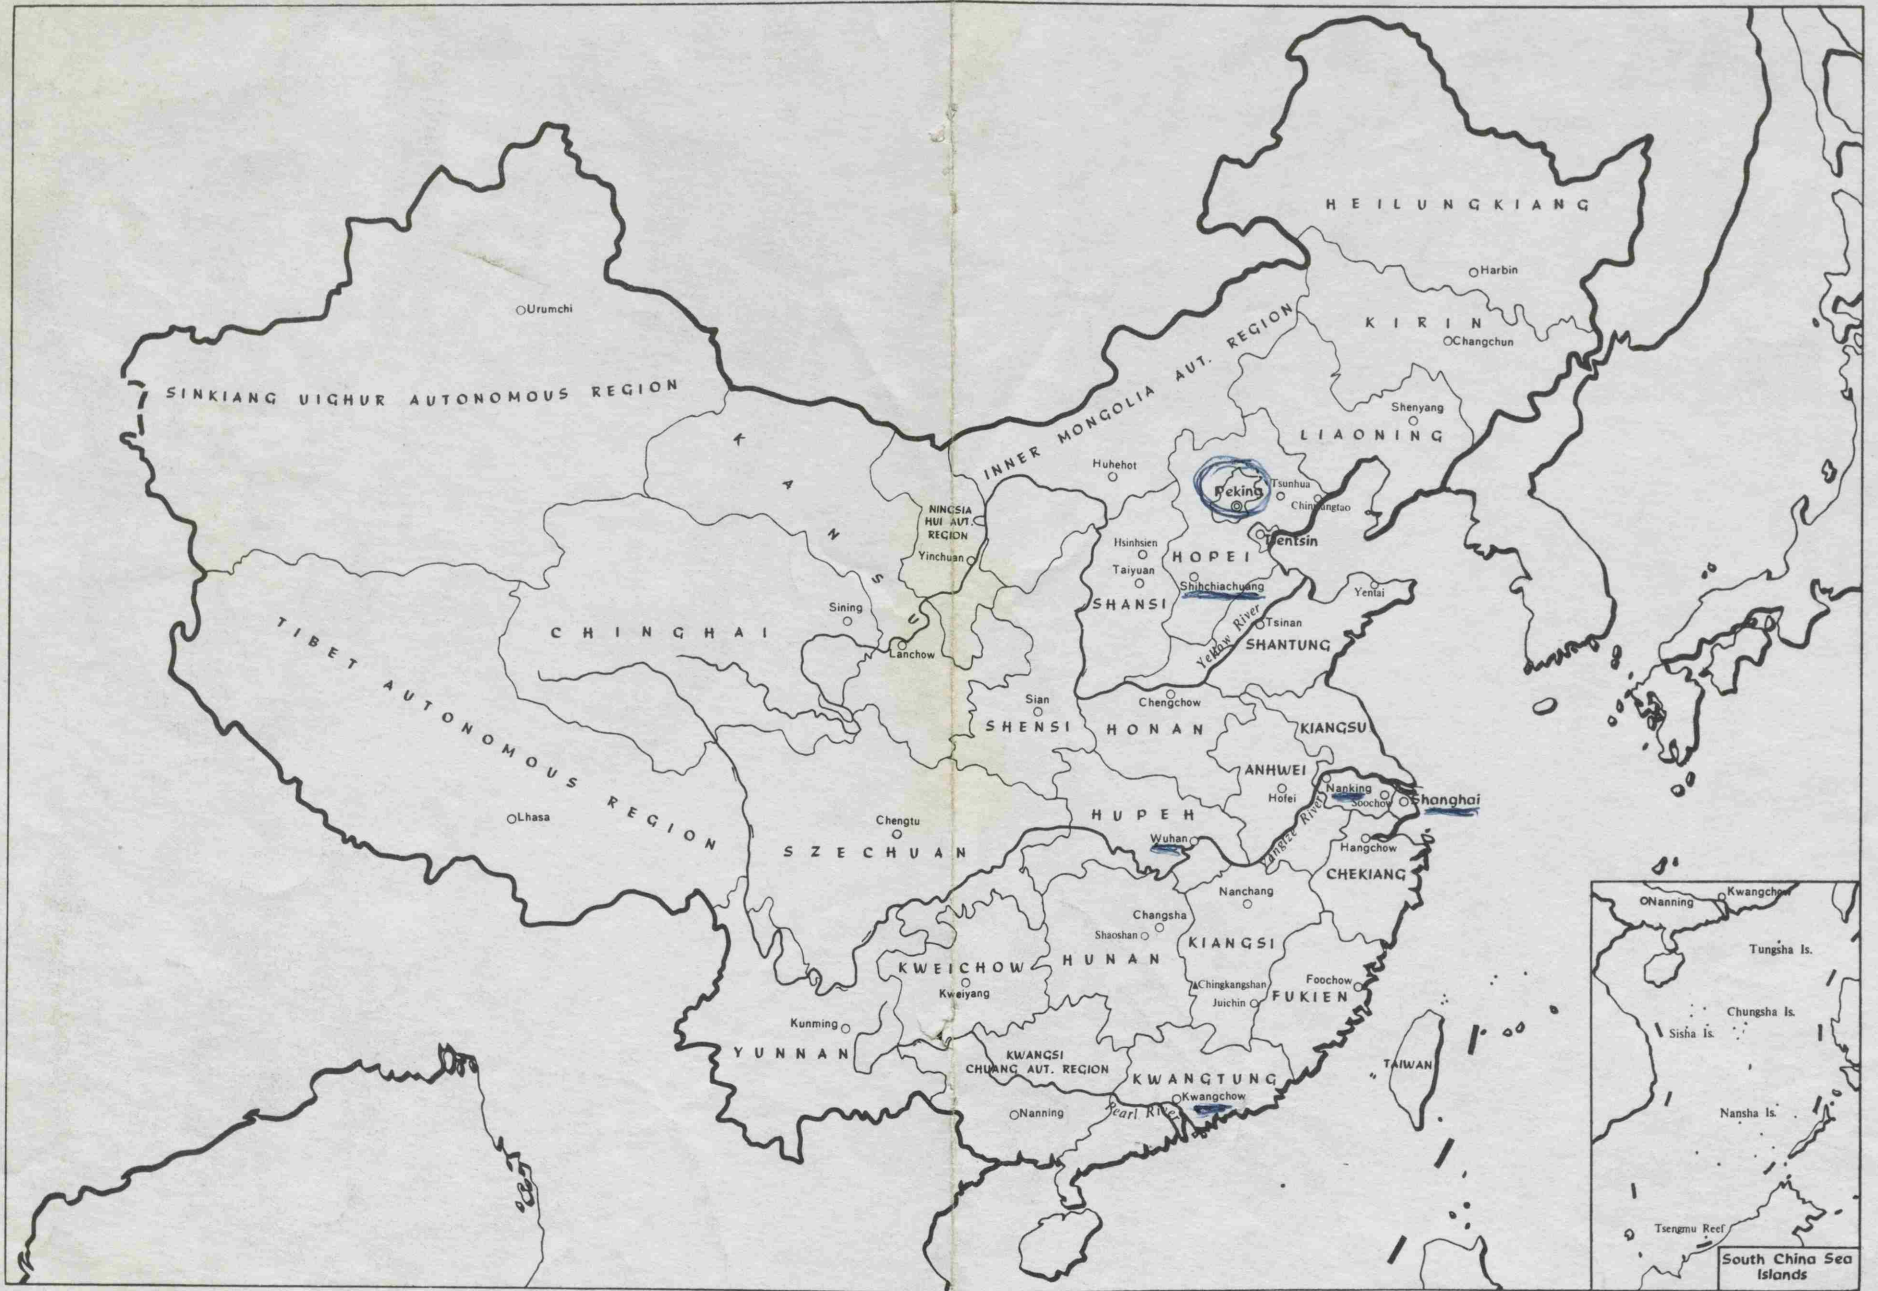 HEILUNGKIANG
Harbin
KIRIN
Changchun
Urumchi
SINKIANG UIGHUR AUTONOMOUS REGION
INNER MONGOLIA AUT. REGION
Shenyang
LIAONING
KANSU
Huhehot
Peking
Tsunhua
Chinwangtao
NINGSIA
HUI AUT.
REGION
Yinchuan
Tientsin
Hsinhsien
HOPEI
Taiyuan
Shihchiachuang
Yentai
SHANSI
Sining
Yellow River
Tsinan
SHANTUNG
CHINGHAI
Lanchow
TIBET AUTONOMOUS REGION
Sian
SHENSI
Chengchow
HONAN
KIANGSU
ANHWEI
Hofei
Nanking
Soochow
Shanghai
Lhasa
Chengtu
SZECHUAN
HUPEH
Wuhan
Yangtze River
Hangchow
CHEKIANG
Nanchang
Changsha
Shaoshan
KIANGSI
HUNAN
KWEICHOW
Kweiyang
Chingkangshan
Juichin
Foochow
FUKIEN
Kunming
YUNNAN
KWANGSI
CHUANG AUT. REGION
KWANGTUNG
Kwangchow
Pearl River
Nanning
TAIWAN
Nanning
Kwangchow
Tungsha Is.
Chungsha Is.
Sisha Is.
Nansha Is.
Tsengmu Reef
South China Sea
Islands